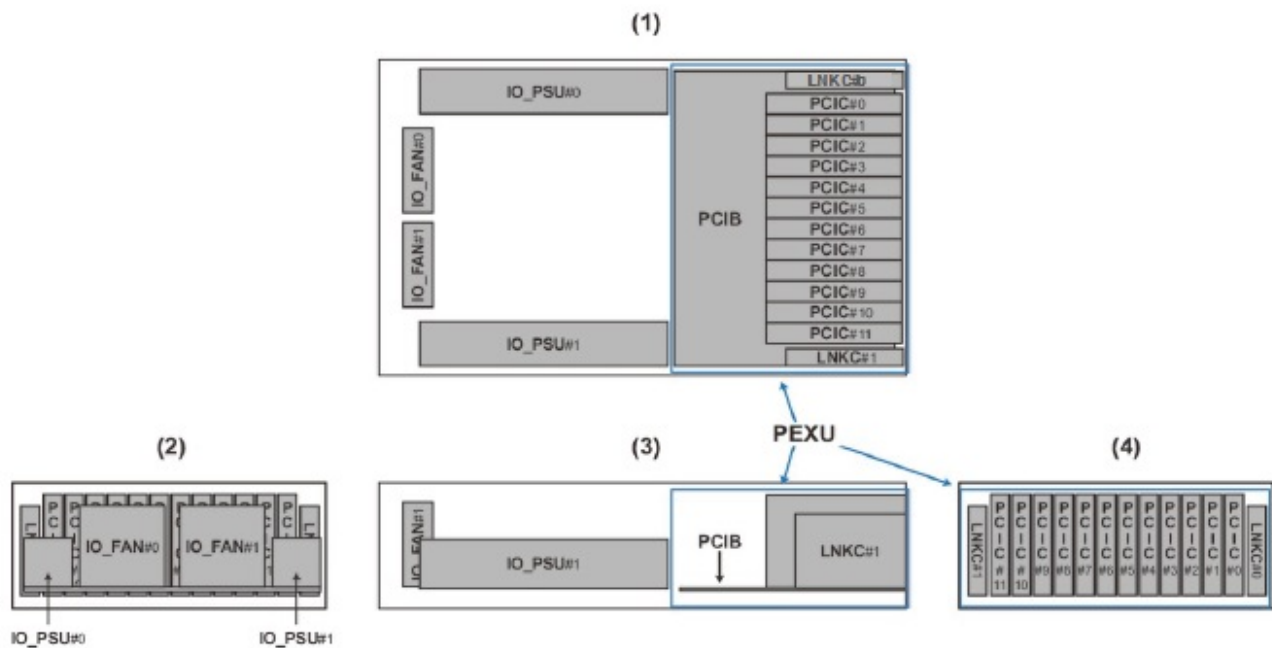 (1)
IO_PSU#0
LNKC#b
PCIC#0
PCIC#1
IO_FAN#0
PCIC#2
PCIC#3
PCIC#4
PCIB
PCIC#5
PCIC#6
IO_FAN#1
PCIC#7
PCIC#8
PCIC#9
PCIC#10
IO_PSU#1
PCIC#11
LNKC#1
(2)
(3)
PEXU
(4)
IO_FAN#0
IO_FAN#1
IO_PSU#0
IO_PSU#1
IO_FAN#1
IO_PSU#1
PCIB
LNKC#1
LNKC#1
PCIC#11
PCIC#10
PCIC#9
PCIC#8
PCIC#7
PCIC#6
PCIC#5
PCIC#4
PCIC#3
PCIC#2
PCIC#1
PCIC#0
LNKC#0